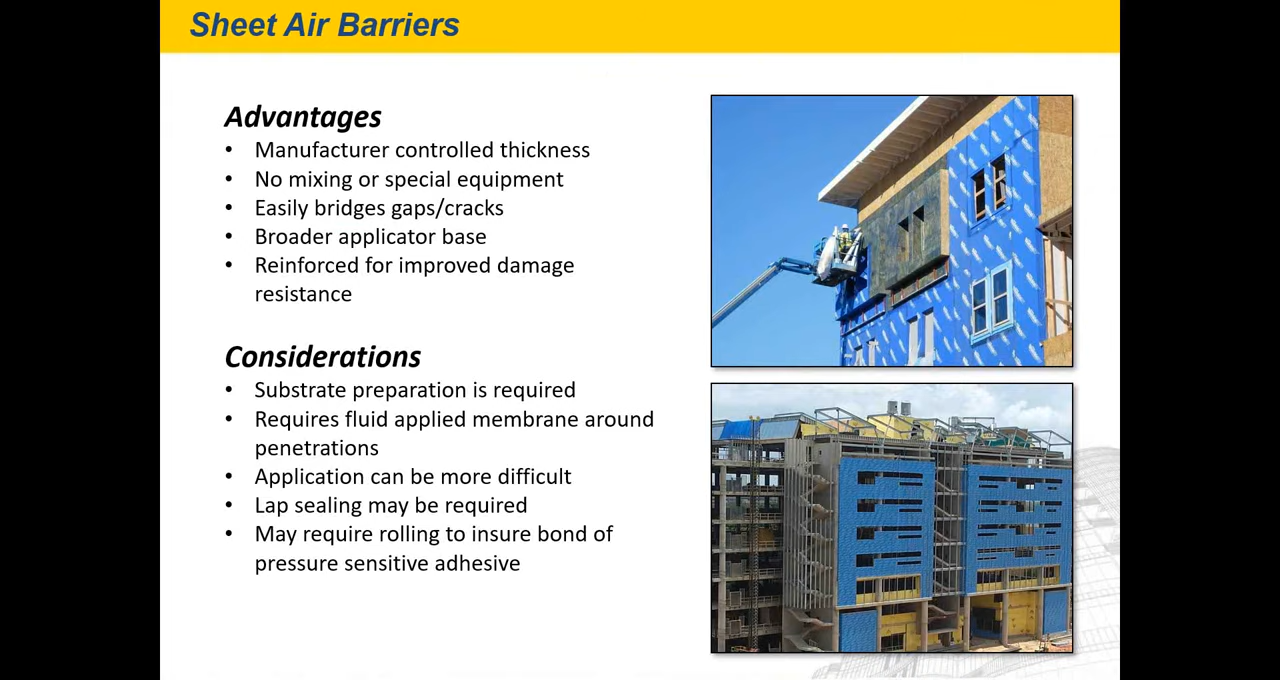 Sheet Air Barriers
Advantages
• Manufacturer controlled thickness
• No mixing or special equipment
• Easily bridges gaps/cracks
• Broader applicator base
• Reinforced for improved damage
resistance
Considerations
• Substrate preparation is required
• Requires fluid applied membrane around
penetrations
• Application can be more difficult
• Lap sealing may be required
• May require rolling to insure bond of
pressure sensitive adhesive